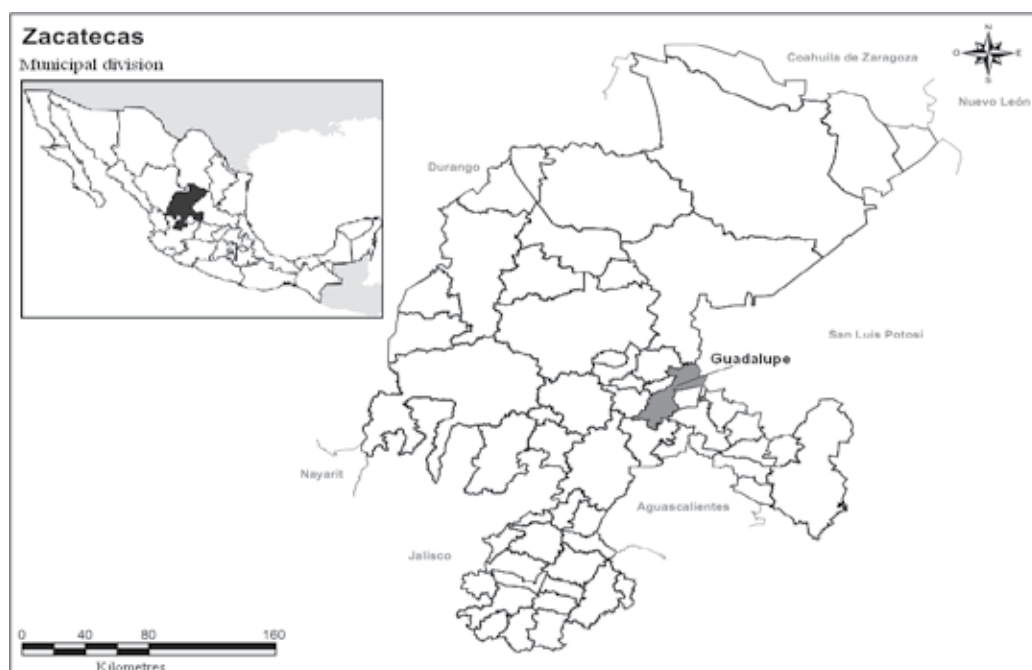 Zacatecas
Municipal division
Coahuila de Zaragoza
N
O E
S
Nuevo León
Durango
San Luis Potosí
Guadalupe
Nayarit
Aguascalientes
Jalisco
0 40 80 160
Kilometres